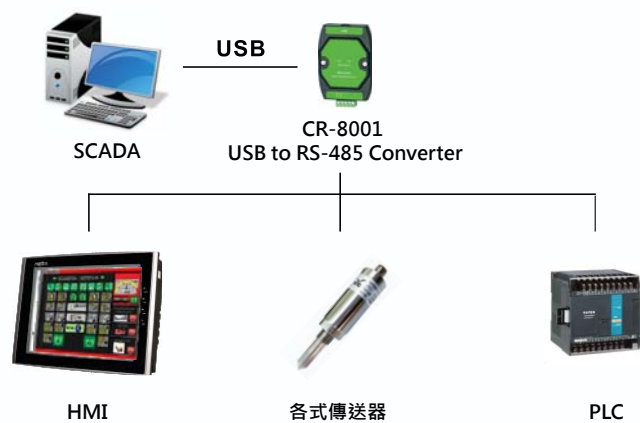 USB
SCADA
CR-8001
USB to RS-485 Converter
HMI
各式傳送器
PLC